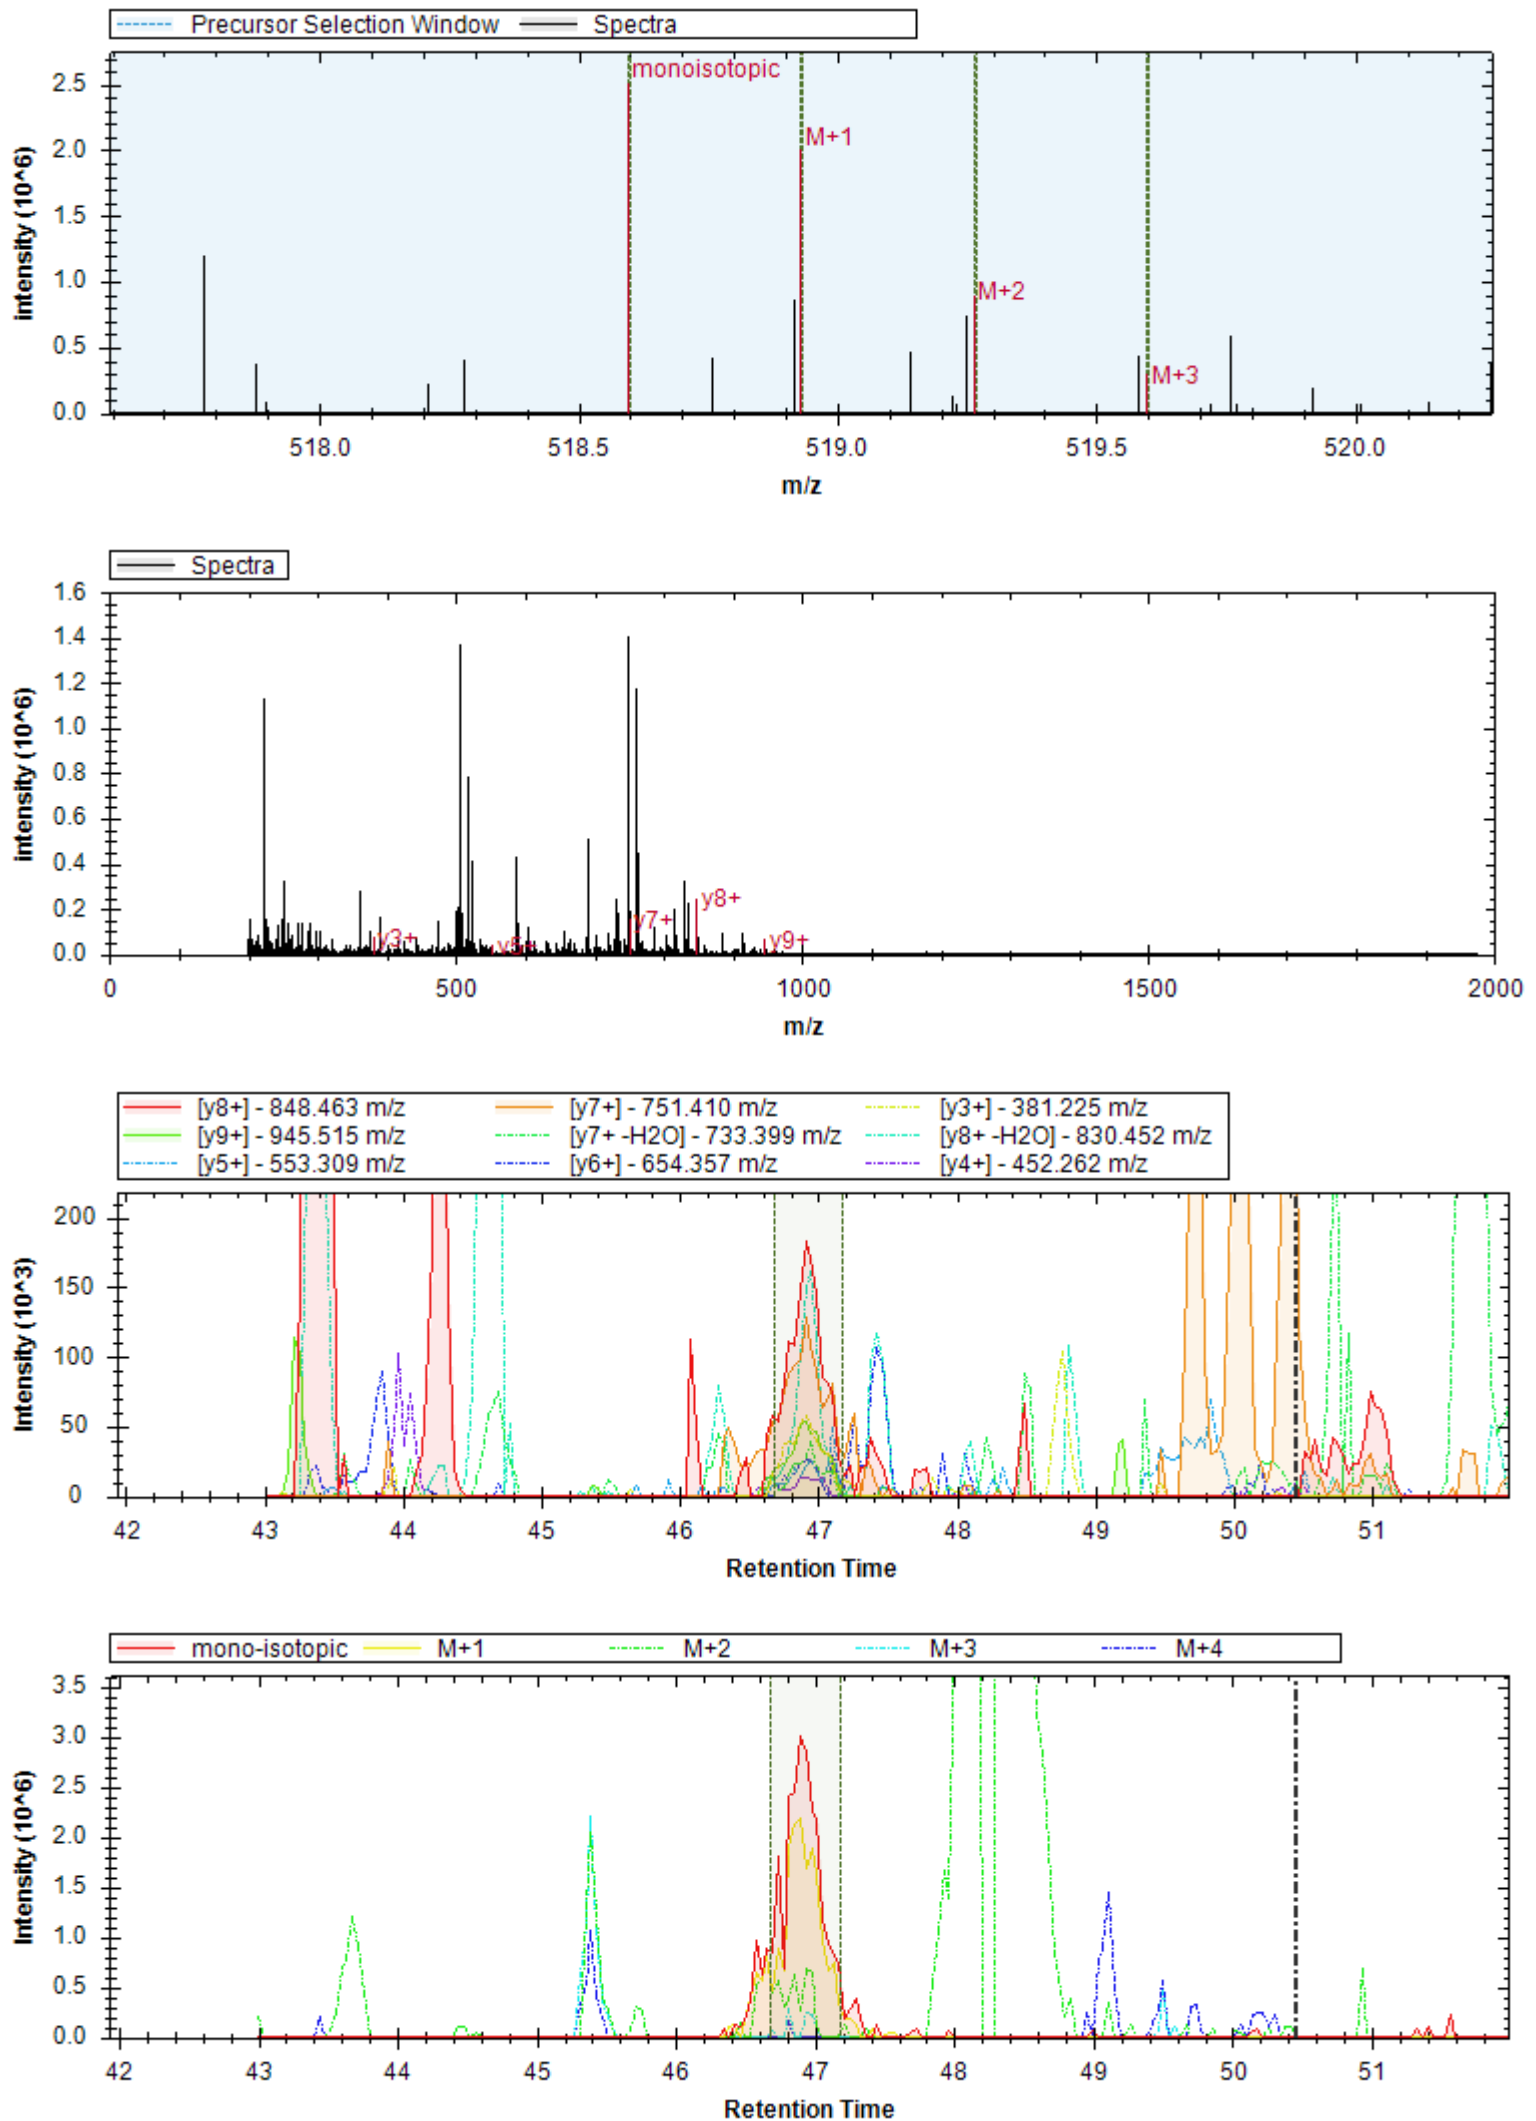 Precursor Selection Window Spectra
monoisotopic
2.5
M+1
2.0
1.5
M+2
1.0
0.5
M+3
0.0
518.0 518.5 519.0 519.5 520.0
intensity (10^6)
m/z
Spectra
1.6
1.4
1.2
1.0
0.8
0.6
0.4
0.2
0.0
y3+ y5+ y7+ y8+ y9+
0 500 1000 1500 2000
intensity (10^6)
m/z
[y8+] - 848.463 m/z [y7+] - 751.410 m/z [y3+] - 381.225 m/z
[y9+] - 945.515 m/z [y7+ -H2O] - 733.399 m/z [y8+ -H2O] - 830.452 m/z
[y5+] - 553.309 m/z [y6+] - 654.357 m/z [y4+] - 452.262 m/z
200
150
100
50
0
42 43 44 45 46 47 48 49 50 51
Intensity (10^3)
Retention Time
mono-isotopic M+1 M+2 M+3 M+4
3.5
3.0
2.5
2.0
1.5
1.0
0.5
0.0
42 43 44 45 46 47 48 49 50 51
Intensity (10^6)
Retention Time